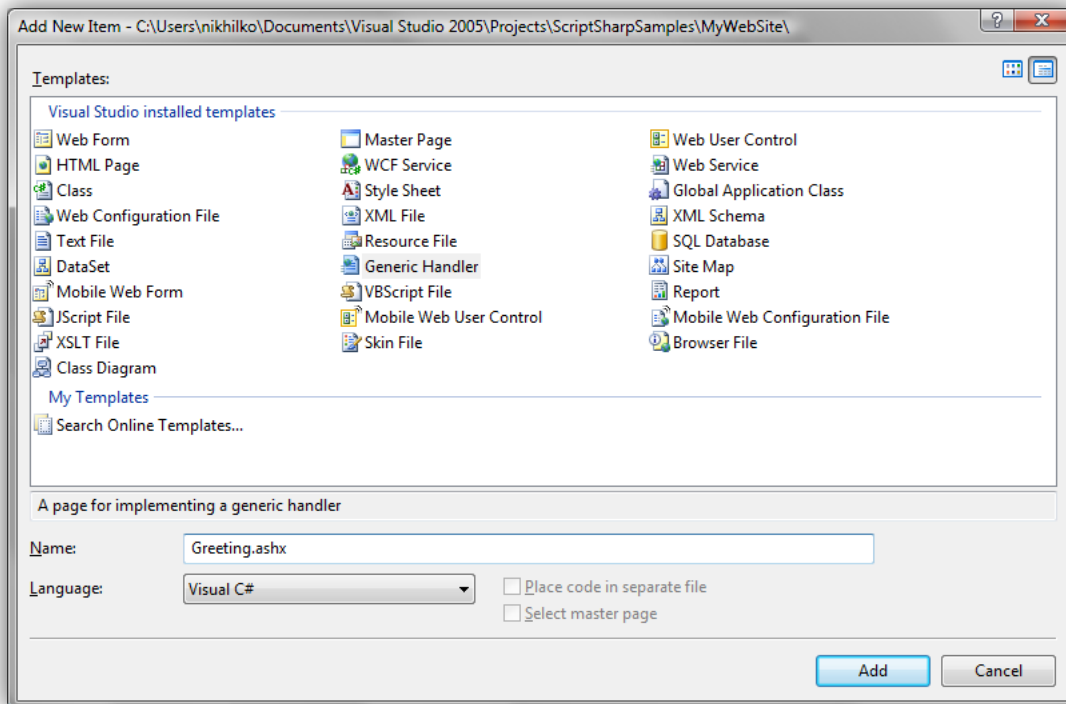 Add New Item - C:\Users\nikhilko\Documents\Visual Studio 2005\Projects\ScriptSharpSamples\MyWebSite\
Templates:
Visual Studio installed templates
Web Form Master Page Web User Control
HTML Page WCF Service Web Service
Class Style Sheet Global Application Class
Web Configuration File XML File XML Schema
Text File Resource File SQL Database
DataSet Generic Handler Site Map
Mobile Web Form VBScript File Report
JScript File Mobile Web User Control Mobile Web Configuration File
XSLT File Skin File Browser File
Class Diagram
My Templates
Search Online Templates...
A page for implementing a generic handler
Name: Greeting.ashx
Language: Visual C# Place code in separate file
Select master page
Add Cancel